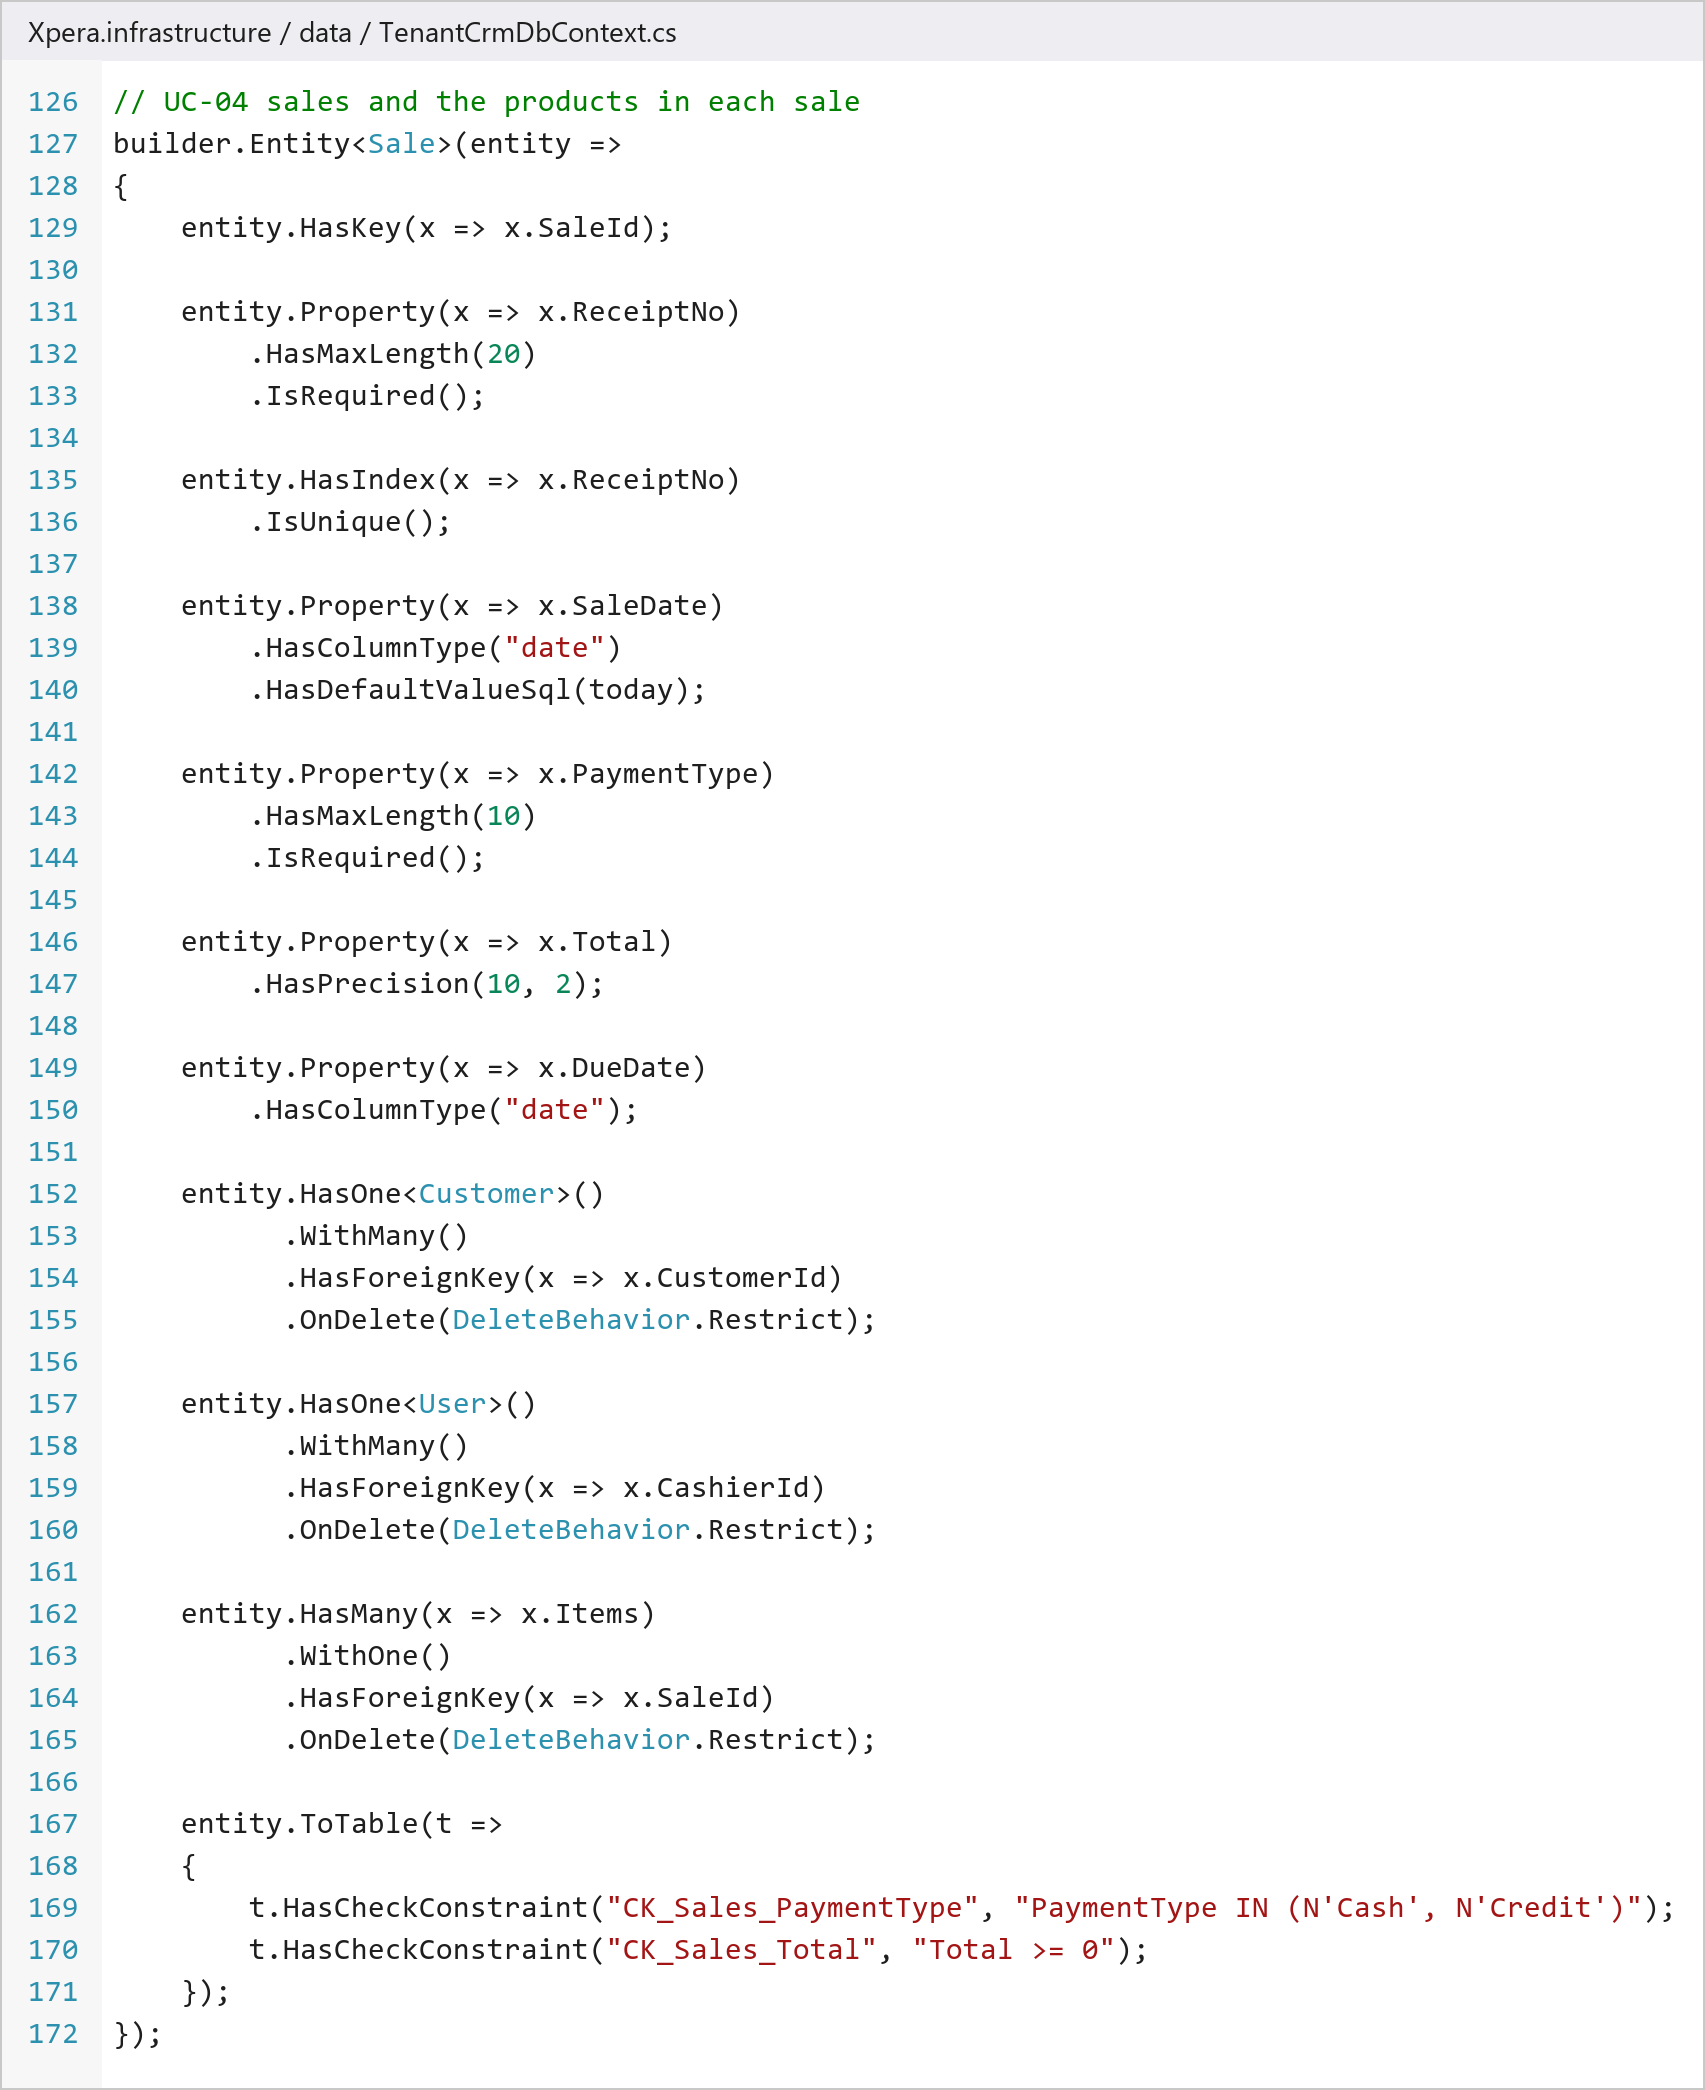 Xpera.infrastructure / data / TenantCrmDbContext.cs
126 // UC-04 sales and the products in each sale
127 builder.Entity<Sale>(entity =>
128 {
129     entity.HasKey(x => x.SaleId);
130
131     entity.Property(x => x.ReceiptNo)
132         .HasMaxLength(20)
133         .IsRequired();
134
135     entity.HasIndex(x => x.ReceiptNo)
136         .IsUnique();
137
138     entity.Property(x => x.SaleDate)
139         .HasColumnType("date")
140         .HasDefaultValueSql(today);
141
142     entity.Property(x => x.PaymentType)
143         .HasMaxLength(10)
144         .IsRequired();
145
146     entity.Property(x => x.Total)
147         .HasPrecision(10, 2);
148
149     entity.Property(x => x.DueDate)
150         .HasColumnType("date");
151
152     entity.HasOne<Customer>()
153           .WithMany()
154           .HasForeignKey(x => x.CustomerId)
155           .OnDelete(DeleteBehavior.Restrict);
156
157     entity.HasOne<User>()
158           .WithMany()
159           .HasForeignKey(x => x.CashierId)
160           .OnDelete(DeleteBehavior.Restrict);
161
162     entity.HasMany(x => x.Items)
163           .WithOne()
164           .HasForeignKey(x => x.SaleId)
165           .OnDelete(DeleteBehavior.Restrict);
166
167     entity.ToTable(t =>
168     {
169         t.HasCheckConstraint("CK_Sales_PaymentType", "PaymentType IN (N'Cash', N'Credit')");
170         t.HasCheckConstraint("CK_Sales_Total", "Total >= 0");
171     });
172 });